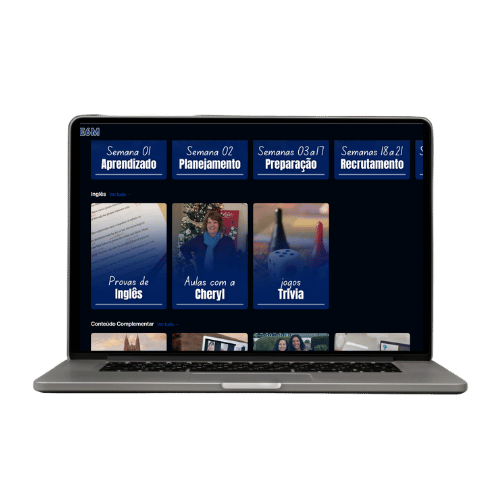 E6M
Semana 01
Aprendizado
Semana 02
Planejamento
Semanas 03 a 17
Preparação
Semanas 18 a 21
Recrutamento
Inglês Ver tudo
Provas de
Inglês
Aulas com a
Cheryl
jogos
Trívia
Conteúdo Complementar Ver tudo